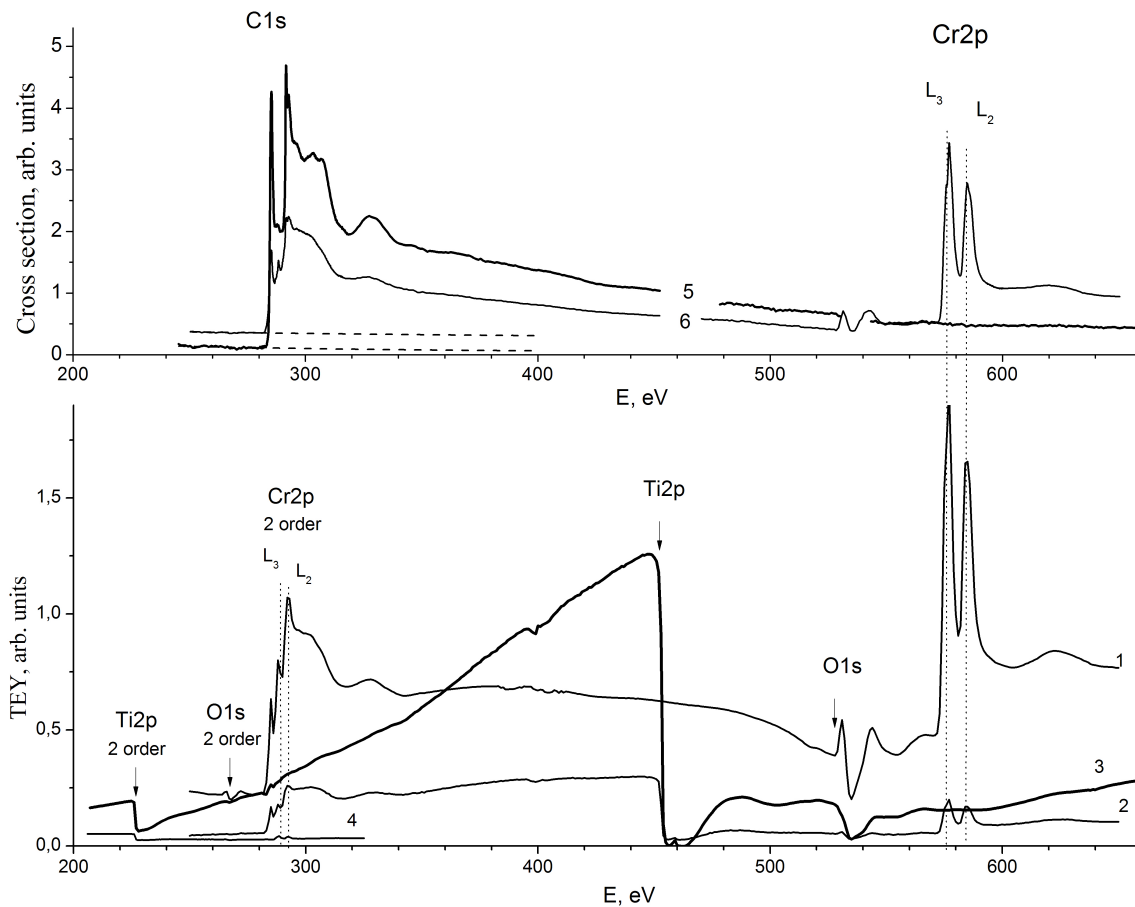 C1s
Cr2p
L3
L2
Cross section, arb. units
5
4
3
2
1
0
5
6
200
300
400
500
600
E, eV
TEY, arb. units
1,5
1,0
0,5
0,0
Cr2p
2 order
L3
L2
Ti2p
O1s
Ti2p
2 order
O1s
2 order
1
3
2
4
200
300
400
500
600
E, eV